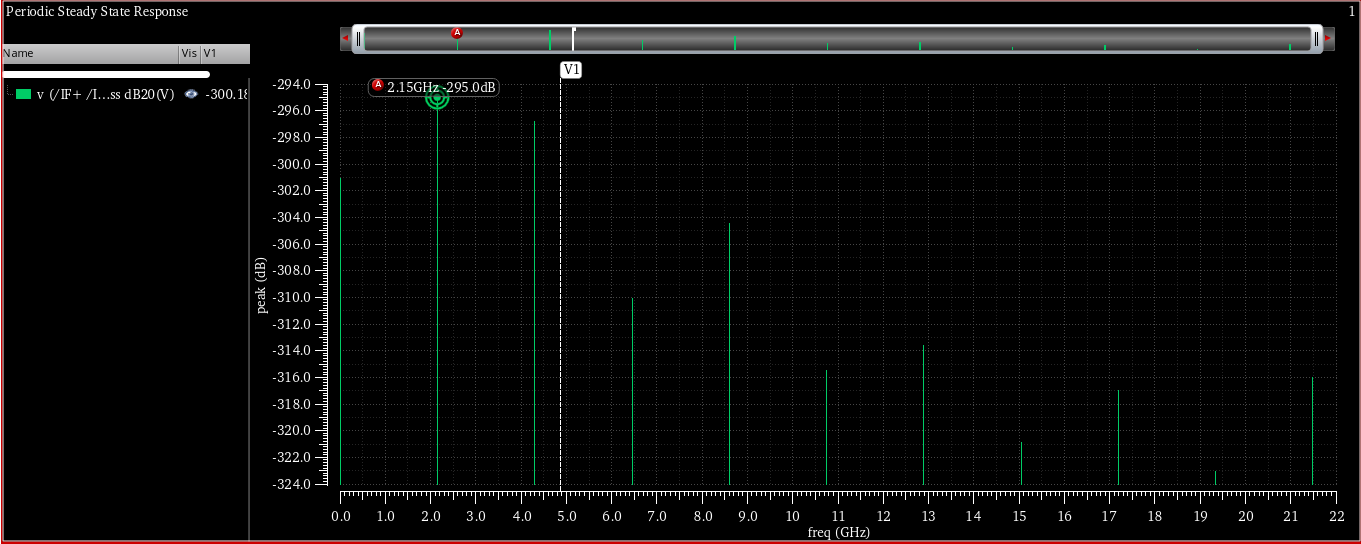 Periodic Steady State Response
1
Name Vis V1
v (/IF+ /I...ss dB20(V) -300.18
A
V1
A 2.15GHz -295.0dB
-294.0
-296.0
-298.0
-300.0
-302.0
-304.0
-306.0
-308.0
-310.0
-312.0
-314.0
-316.0
-318.0
-320.0
-322.0
-324.0
peak (dB)
0.0 1.0 2.0 3.0 4.0 5.0 6.0 7.0 8.0 9.0 10 11 12 13 14 15 16 17 18 19 20 21 22
freq (GHz)